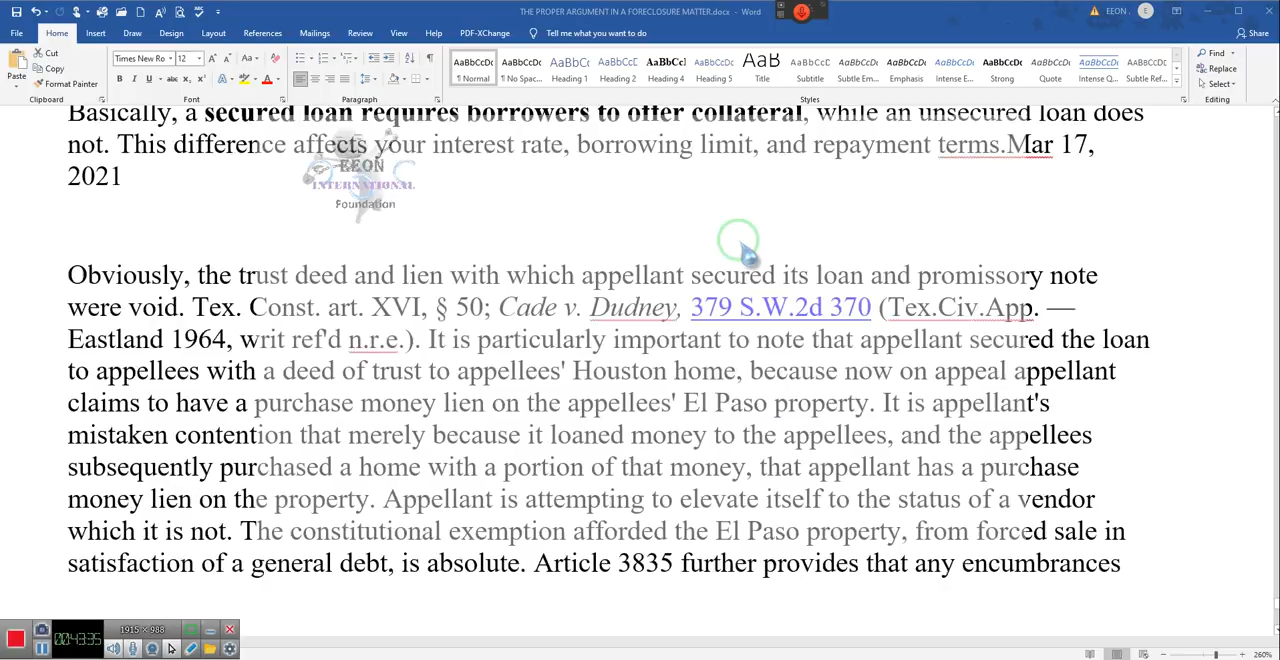 THE PROPER ARGUMENT IN A FORECLOSURE MATTER.docx - Word
EEON . E
File Home Insert Draw Design Layout References Mailings Review View Help PDF-XChange Tell me what you want to do Share
Paste
Cut
Copy
Format Painter
Clipboard
Times New Ro 12
Font
Paragraph
AaBbCcDc AaBbCcDc AaBbC AaBbCcC AaBbCcI AaBbCcDc AaB AaBbCcDc AaBbCcDc AaBbCcDc AaBbCcDc AaBbCcDc AaBbCcDc AaBbCcDc AABBCCDC
¶ Normal ¶ No Spac... Heading 1 Heading 2 Heading 4 Heading 5 Title Subtitle Subtle Em... Emphasis Intense E... Strong Quote Intense Q... Subtle Ref...
Styles
Find
Replace
Select
Editing
Basically, a secured loan requires borrowers to offer collateral, while an unsecured loan does
not. This difference affects your interest rate, borrowing limit, and repayment terms.Mar 17,
2021
EEON
INTERNATIONAL
Foundation
Obviously, the trust deed and lien with which appellant secured its loan and promissory note
were void. Tex. Const. art. XVI, § 50; Cade v. Dudney, 379 S.W.2d 370 (Tex.Civ.App. —
Eastland 1964, writ ref'd n.r.e.). It is particularly important to note that appellant secured the loan
to appellees with a deed of trust to appellees' Houston home, because now on appeal appellant
claims to have a purchase money lien on the appellees' El Paso property. It is appellant's
mistaken contention that merely because it loaned money to the appellees, and the appellees
subsequently purchased a home with a portion of that money, that appellant has a purchase
money lien on the property. Appellant is attempting to elevate itself to the status of a vendor
which it is not. The constitutional exemption afforded the El Paso property, from forced sale in
satisfaction of a general debt, is absolute. Article 3835 further provides that any encumbrances
00:43:35
1915 × 988
260%